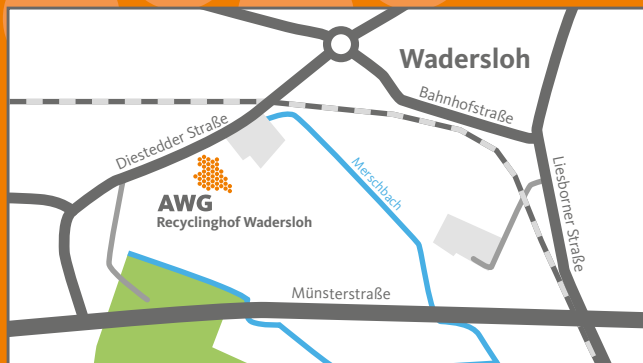 Wadersloh
Bahnhofstraße
Diestedder Straße
Merschbach
Liesborner Straße
AWG
Recyclinghof Wadersloh
Münsterstraße